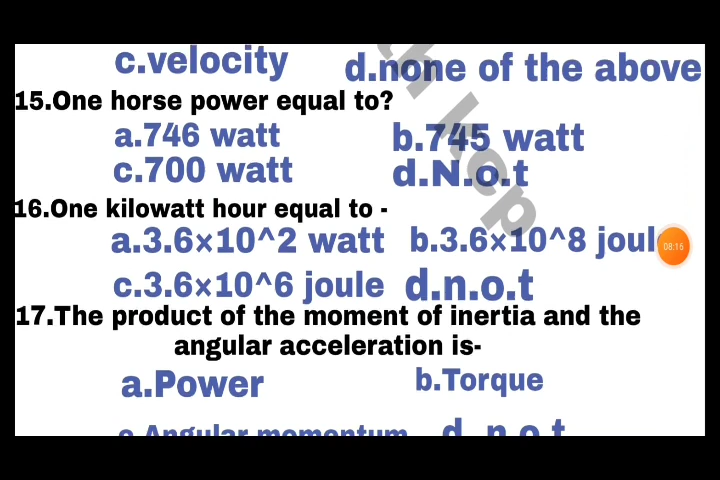 c.velocity d.none of the above
15.One horse power equal to?
a.746 watt b.745 watt
c.700 watt d.N.o.t
16.One kilowatt hour equal to -
a.3.6×10^2 watt b.3.6×10^8 joul
08:16
c.3.6×10^6 joule d.n.o.t
17.The product of the moment of inertia and the
angular acceleration is-
a.Power b.Torque
c.Angular momentum d.n.o.t